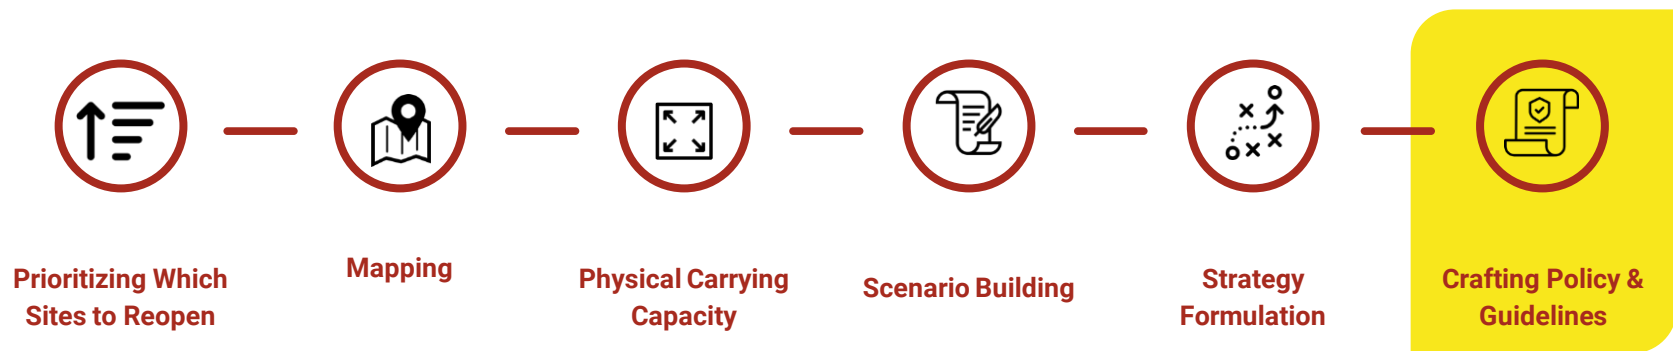 Prioritizing Which
Sites to Reopen
Mapping
Physical Carrying
Capacity
Scenario Building
Strategy
Formulation
Crafting Policy &
Guidelines